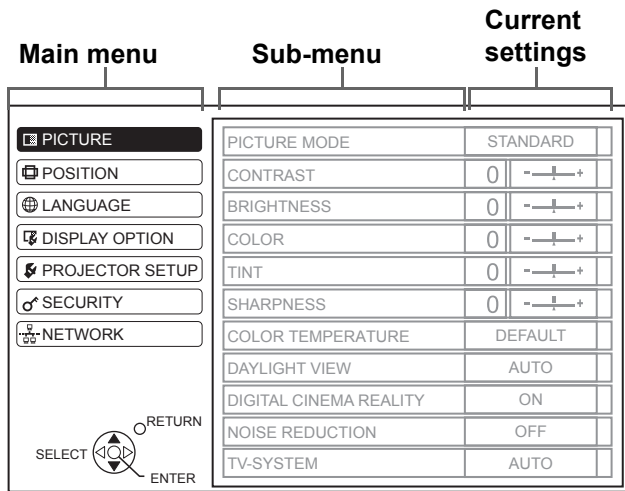 Main menu
Sub-menu
Current
settings
PICTURE
POSITION
LANGUAGE
DISPLAY OPTION
PROJECTOR SETUP
SECURITY
NETWORK
RETURN
SELECT
ENTER
PICTURE MODE STANDARD
CONTRAST 0 - +
BRIGHTNESS 0 - +
COLOR 0 - +
TINT 0 - +
SHARPNESS 0 - +
COLOR TEMPERATURE DEFAULT
DAYLIGHT VIEW AUTO
DIGITAL CINEMA REALITY ON
NOISE REDUCTION OFF
TV-SYSTEM AUTO